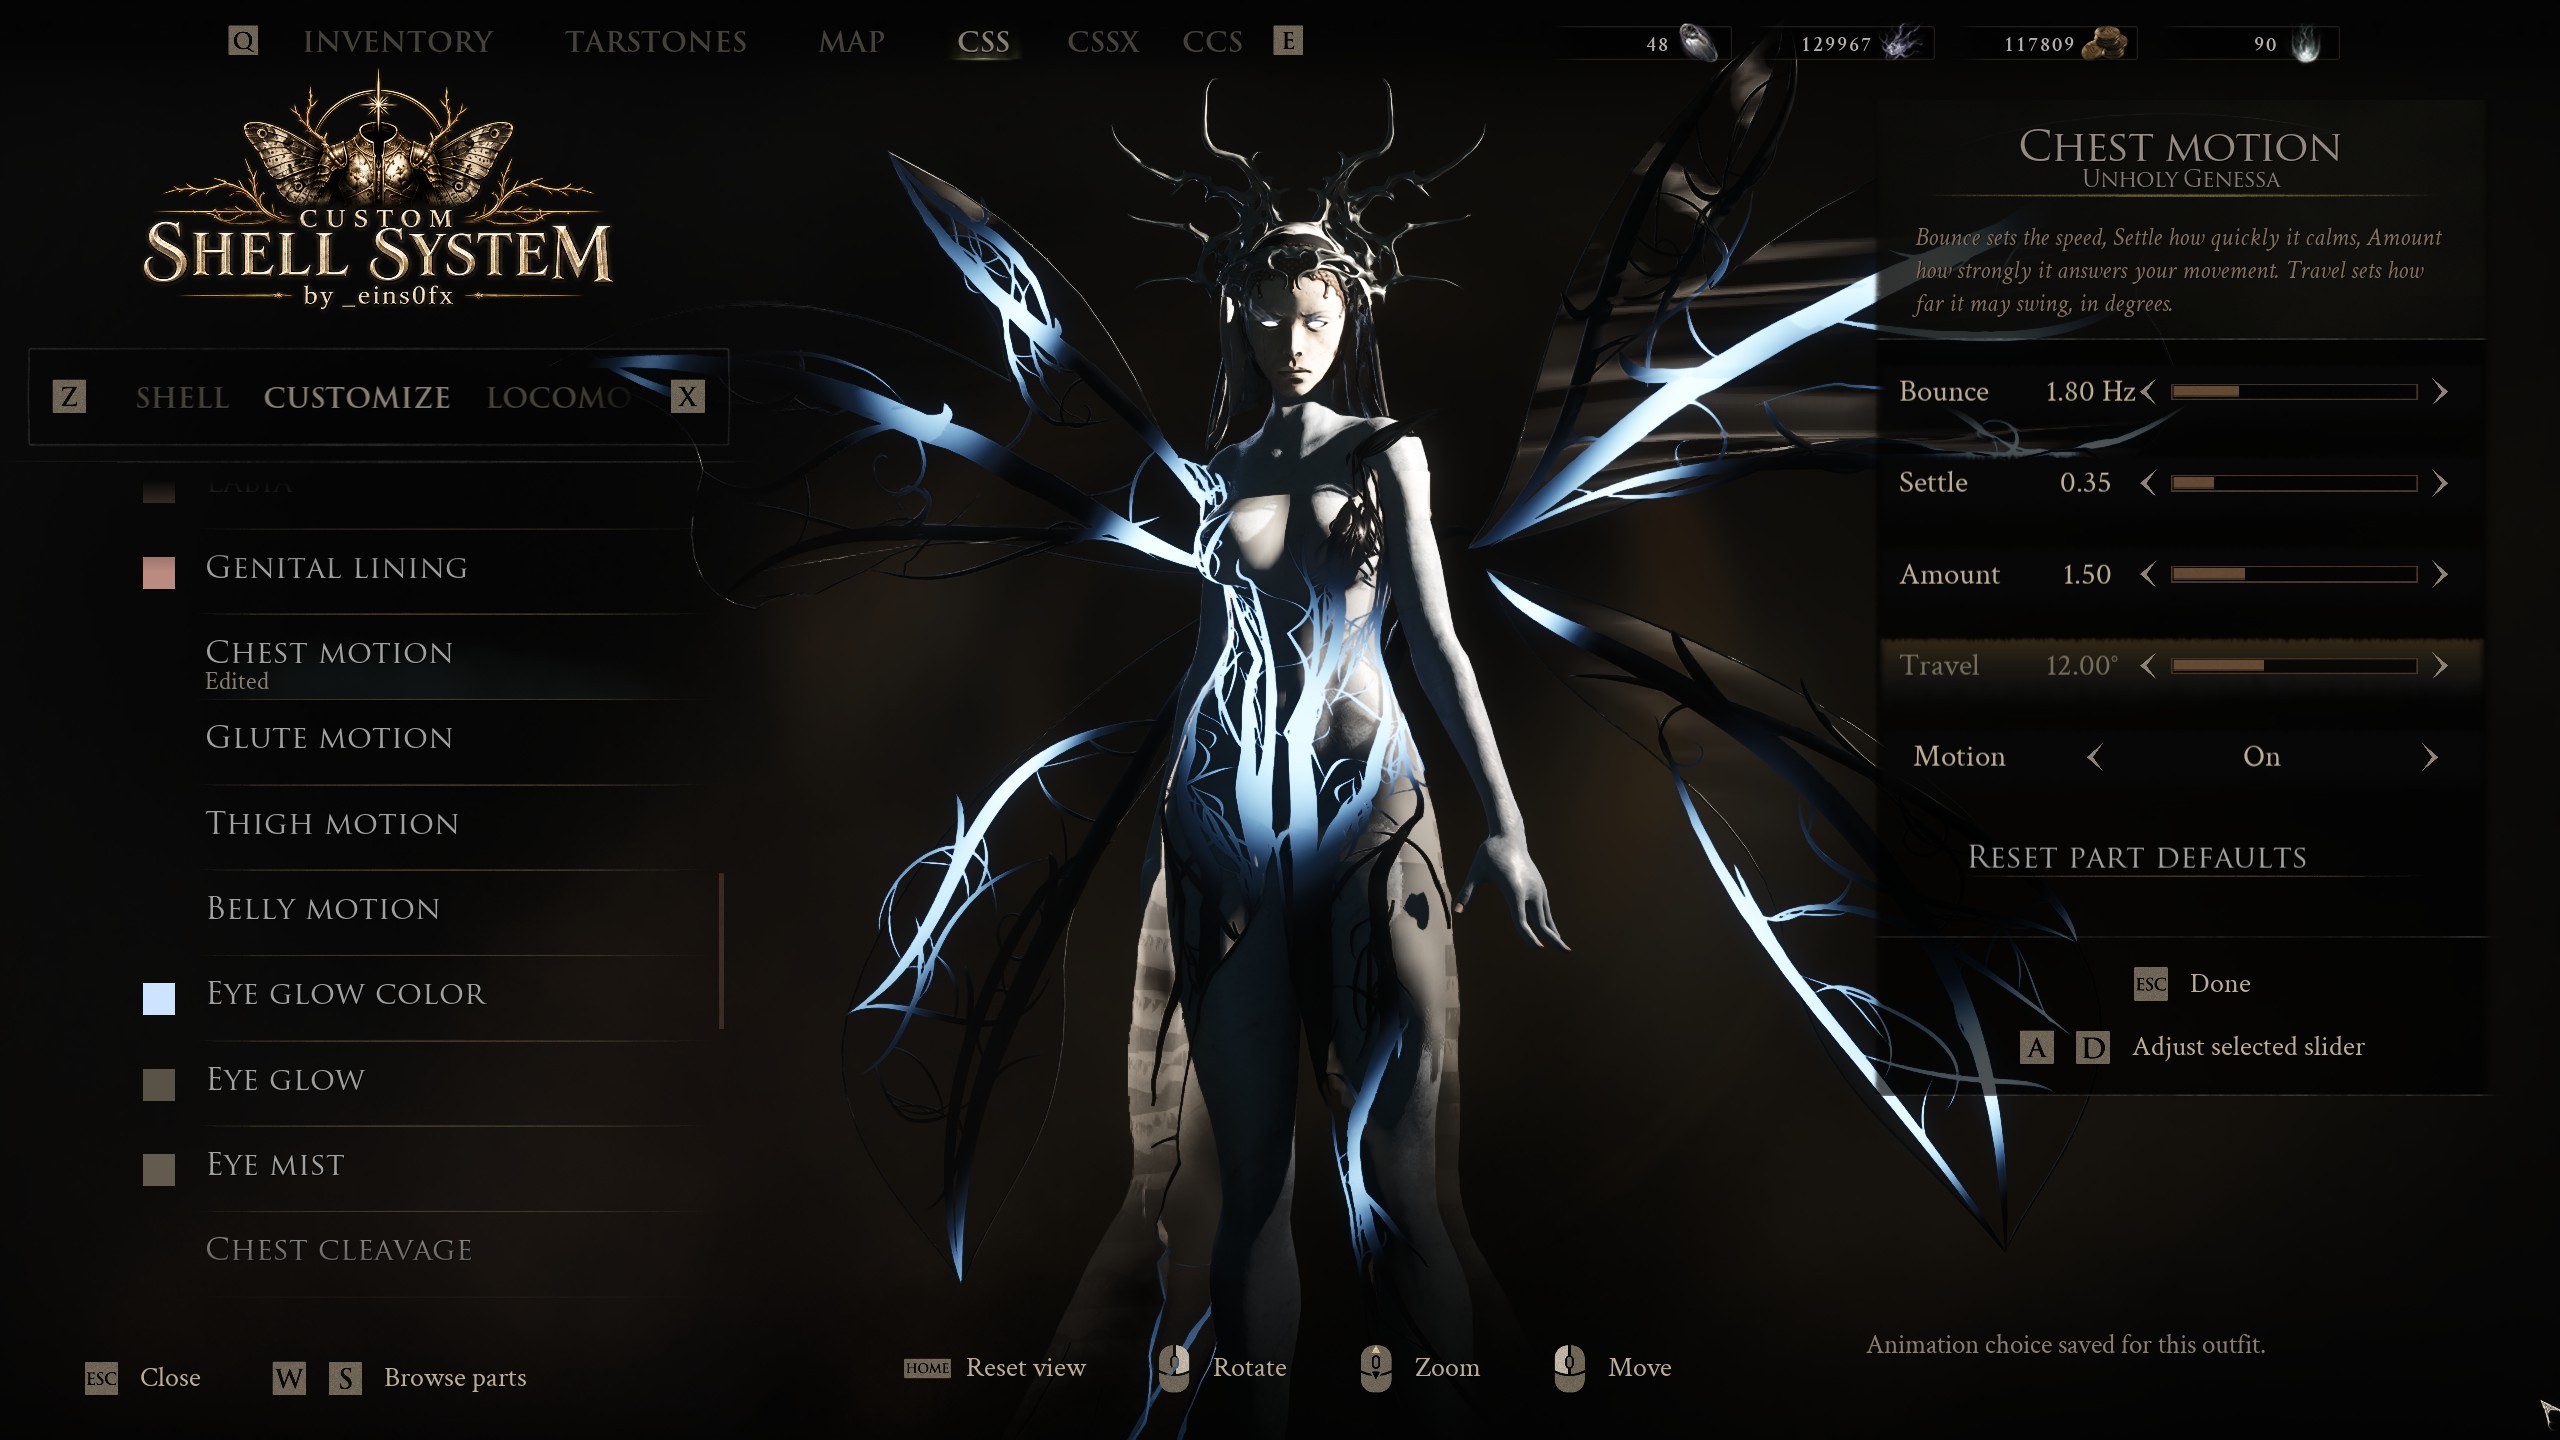 Q INVENTORY TARSTONES MAP CSS CSSX CCS E
48 129967 117809 90
CUSTOM
SHELL SYSTEM
by _eins0fx
Z SHELL CUSTOMIZE LOCOMO X
LABIA
GENITAL LINING
CHEST MOTION
Edited
GLUTE MOTION
THIGH MOTION
BELLY MOTION
EYE GLOW COLOR
EYE GLOW
EYE MIST
CHEST CLEAVAGE
CHEST MOTION
UNHOLY GENESSA
Bounce sets the speed, Settle how quickly it calms, Amount
how strongly it answers your movement. Travel sets how
far it may swing, in degrees.
Bounce 1.80 Hz
Settle 0.35
Amount 1.50
Travel 12.00°
Motion On
RESET PART DEFAULTS
ESC Done
A D Adjust selected slider
Animation choice saved for this outfit.
ESC Close W S Browse parts HOME Reset view Rotate Zoom Move